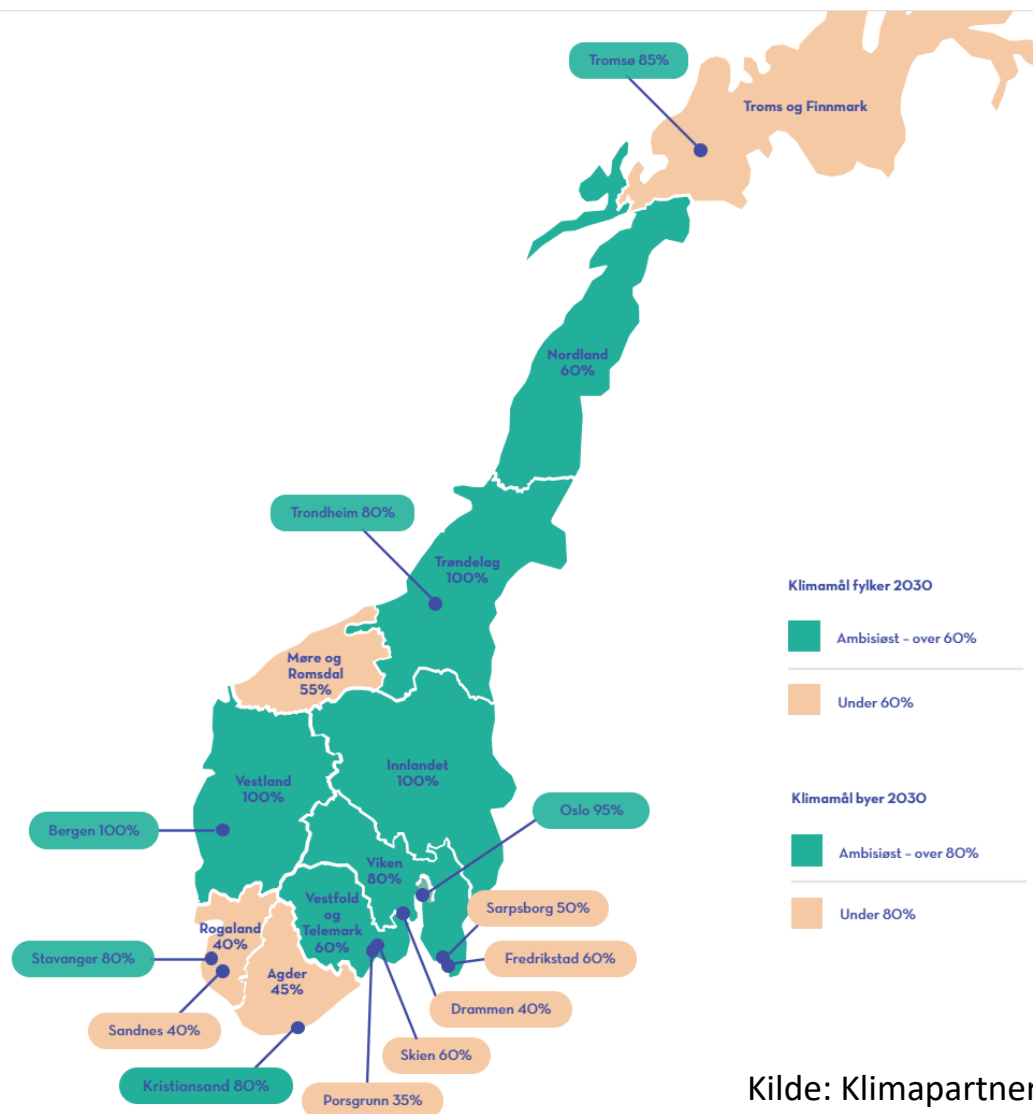 Tromsø 85%
Troms og Finnmark
Nordland
60%
Trondheim 80%
Trøndelag
100%
Klimamål fylker 2030
Ambisiøst – over 60%
Under 60%
Møre og
Romsdal
55%
Innlandet
100%
Vestland
100%
Klimamål byer 2030
Ambisiøst – over 80%
Under 80%
Oslo 95%
Bergen 100%
Viken
80%
Vestfold
og
Telemark
60%
Sarpsborg 50%
Rogaland
40%
Fredrikstad 60%
Stavanger 80%
Agder
45%
Drammen 40%
Sandnes 40%
Skien 60%
Kristiansand 80%
Porsgrunn 35%
Kilde: Klimapartner